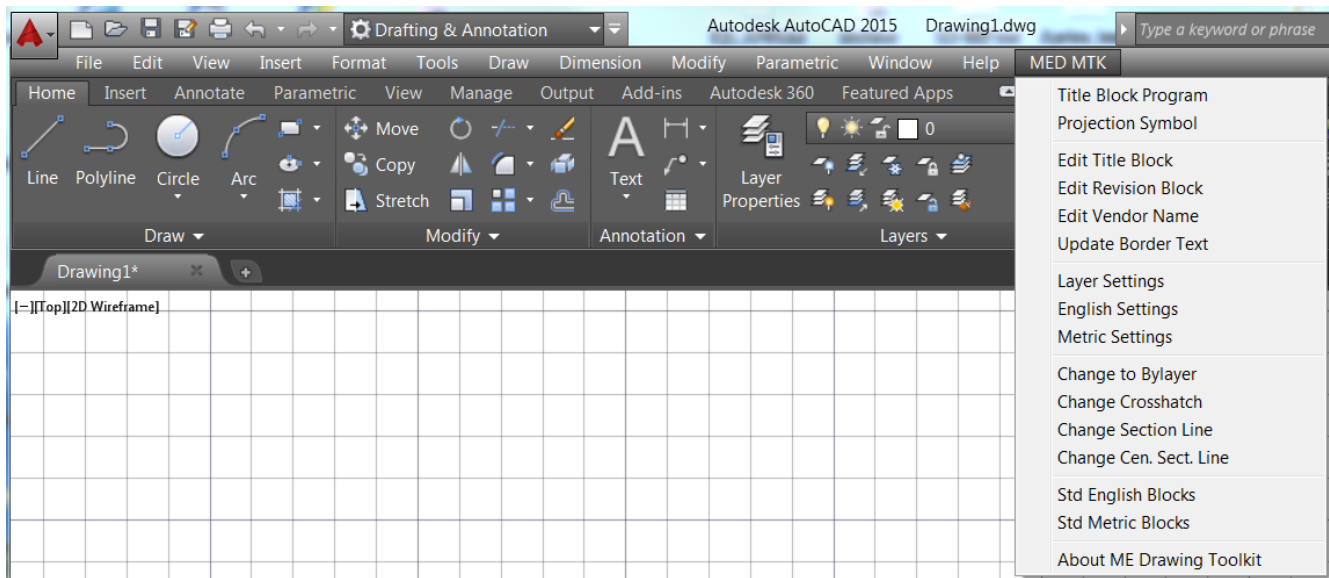 Drafting & Annotation Autodesk AutoCAD 2015 Drawing1.dwg Type a keyword or phrase
File Edit View Insert Format Tools Draw Dimension Modify Parametric Window Help MED MTK
Home Insert Annotate Parametric View Manage Output Add-ins Autodesk 360 Featured Apps
Line Polyline Circle Arc
Move
Copy
Stretch
Text
Layer
Properties
0
Draw Modify Annotation Layers
Drawing1*
[−][Top][2D Wireframe]
Title Block Program
Projection Symbol
Edit Title Block
Edit Revision Block
Edit Vendor Name
Update Border Text
Layer Settings
English Settings
Metric Settings
Change to Bylayer
Change Crosshatch
Change Section Line
Change Cen. Sect. Line
Std English Blocks
Std Metric Blocks
About ME Drawing Toolkit